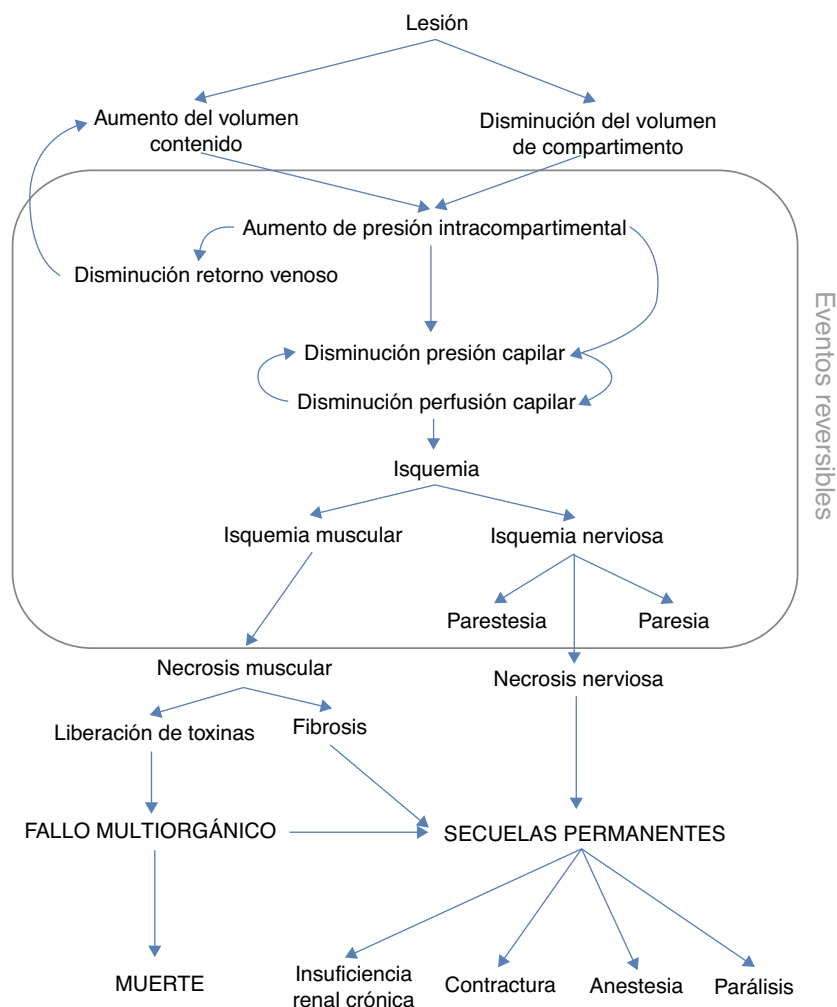 Lesión
Aumento del volumen
contenido
Disminución del volumen
de compartimento
Aumento de presión intracompartimental
Disminución retorno venoso
Disminución presión capilar
Disminución perfusión capilar
Isquemia
Isquemia muscular
Isquemia nerviosa
Parestesia
Paresia
Eventos reversibles
Necrosis muscular
Necrosis nerviosa
Liberación de toxinas
Fibrosis
FALLO MULTIORGÁNICO
SECUELAS PERMANENTES
MUERTE
Insuficiencia
renal crónica
Contractura
Anestesia
Parálisis